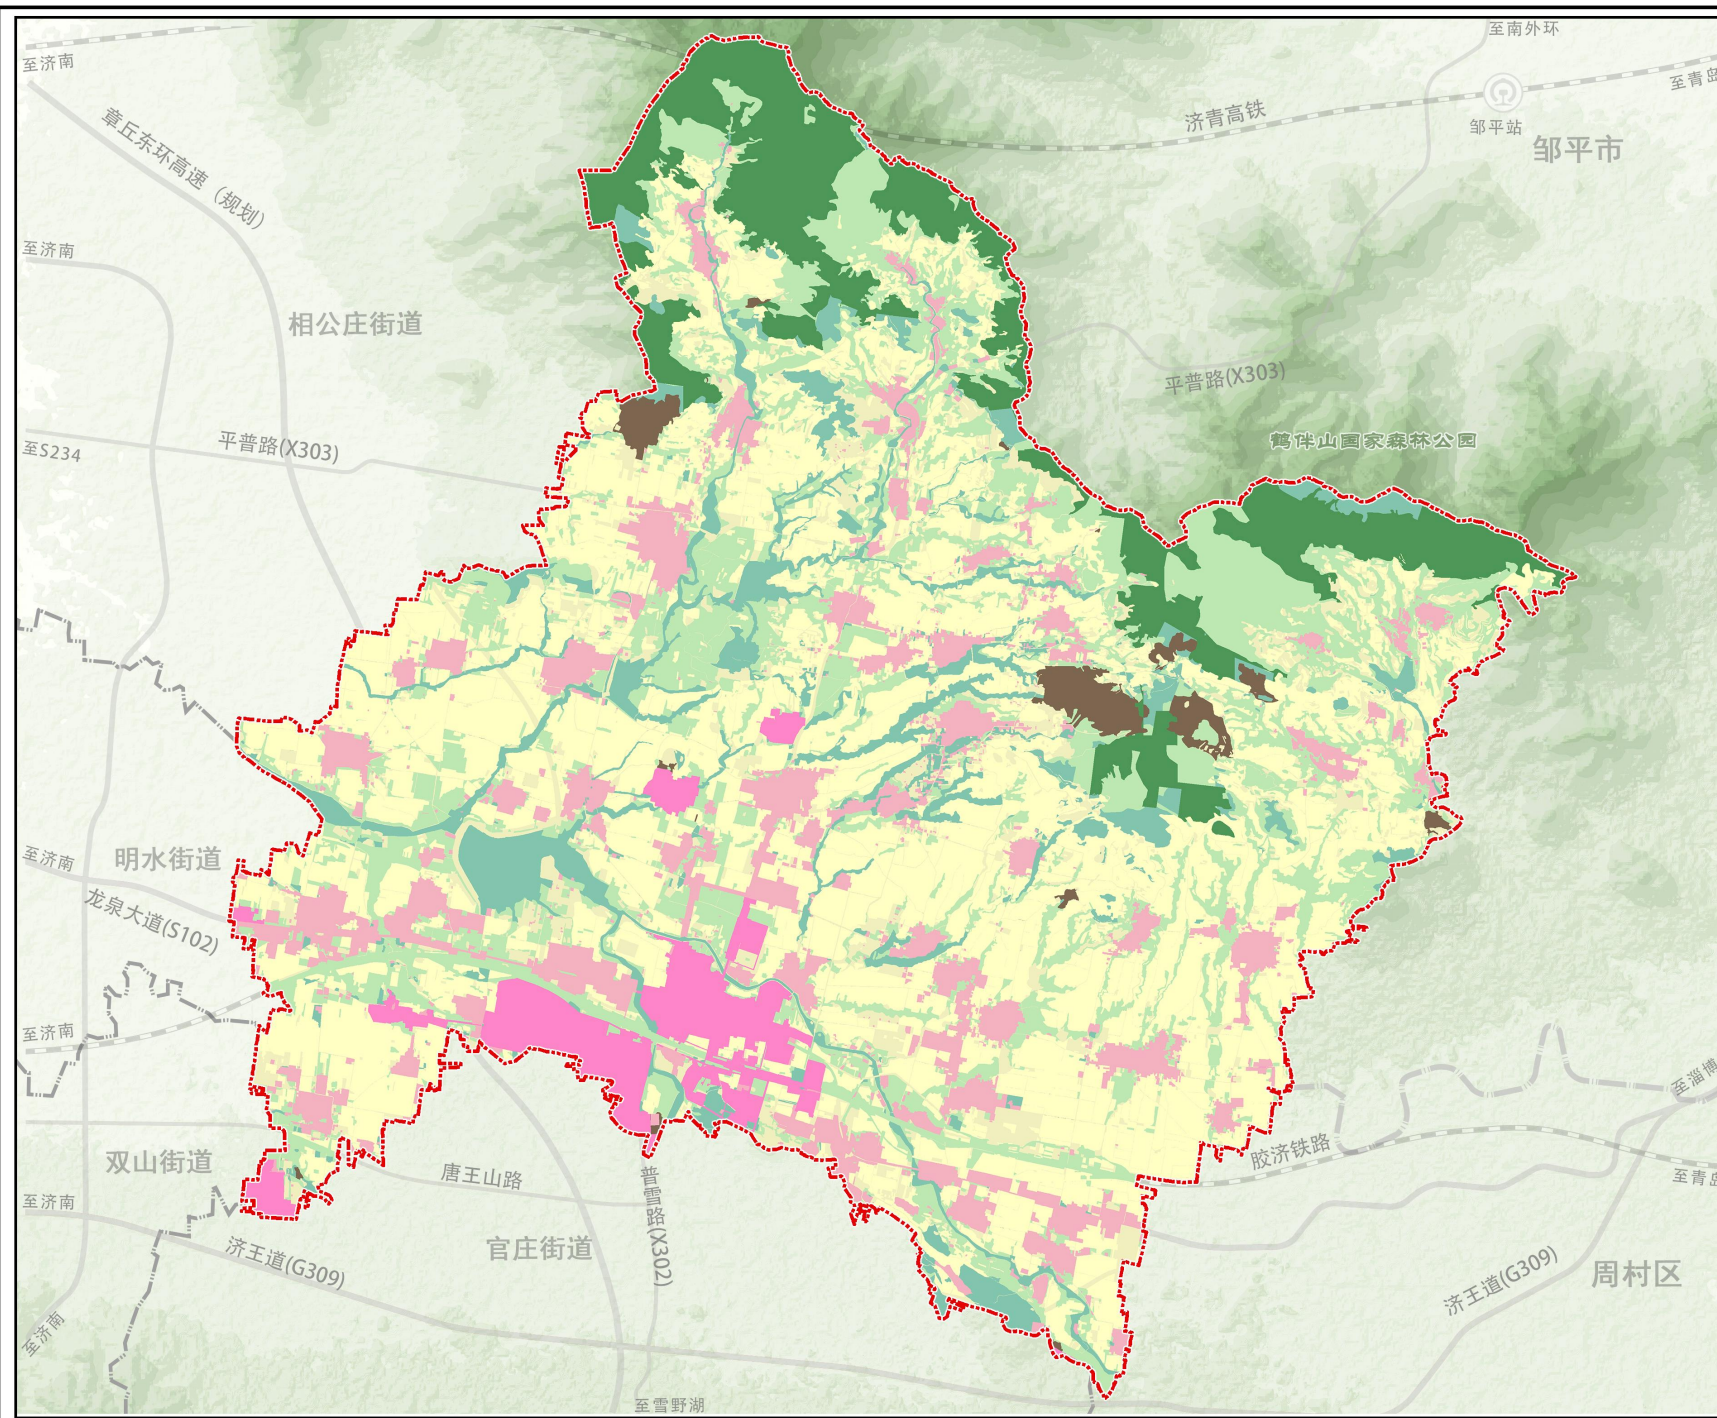 至南外环
至济南
至青岛
章丘东环高速（规划）
济青高铁
邹平站
邹平市
至济南
相公庄街道
平普路(X303)
平普路(X303)
至S234
鹤伴山国家森林公园
明水街道
至济南
龙泉大道(S102)
至济南
至淄博
双山街道
唐王山路
普雪路(X302)
胶济铁路
至青岛
至济南
济王道(G309)
官庄街道
济王道(G309)
周村区
至济南
至雪野湖